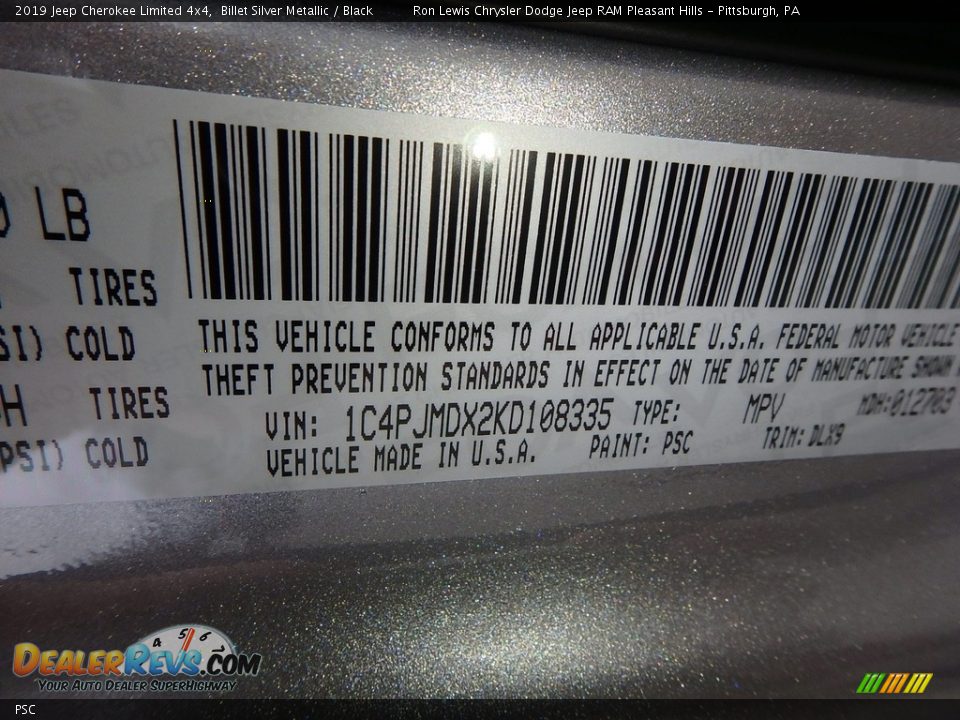 2019 Jeep Cherokee Limited 4x4, Billet Silver Metallic / Black Ron Lewis Chrysler Dodge Jeep RAM Pleasant Hills - Pittsburgh, PA
LB
TIRES
COLD
TIRES
COLD
THIS VEHICLE CONFORMS TO ALL APPLICABLE U.S.A. FEDERAL MOTOR VEHICLE
THEFT PREVENTION STANDARDS IN EFFECT ON THE DATE OF MANUFACTURE SHOWN
VIN: 1C4PJMDX2KD108335 TYPE: MPV MDH:012703
VEHICLE MADE IN U.S.A. PAINT: PSC TRIM: DLX9
4 5 6
DEALERREVS.COM
YOUR AUTO DEALER SUPERHIGHWAY
PSC